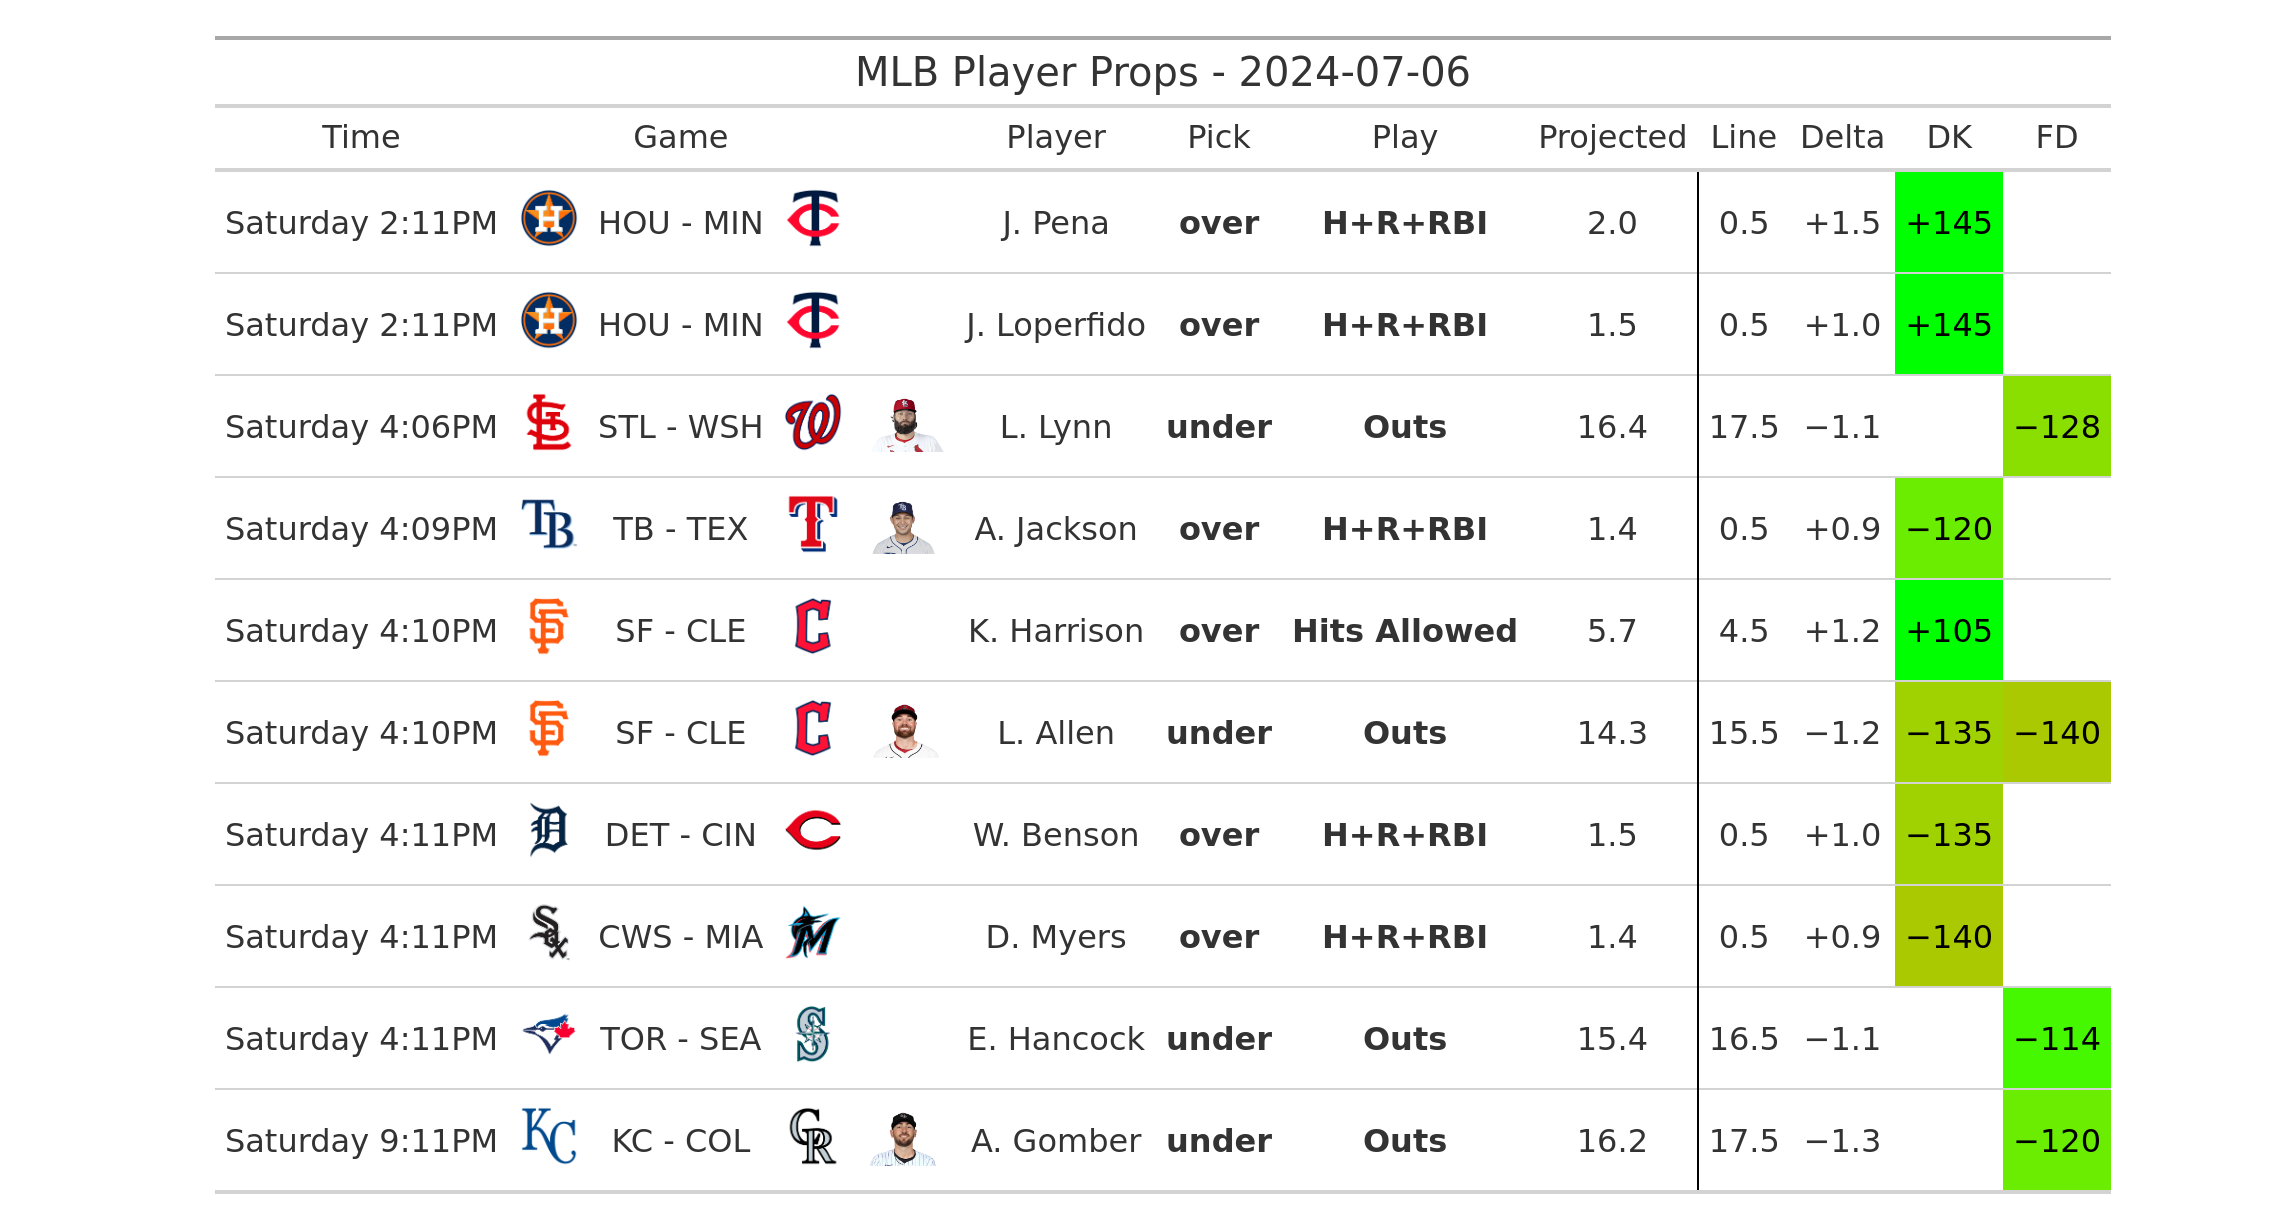 MLB Player Props - 2024-07-06
Time Game Player Pick Play Projected Line Delta DK FD
Saturday 2:11PM HOU - MIN J. Pena over H+R+RBI 2.0 0.5 +1.5 +145
Saturday 2:11PM HOU - MIN J. Loperfido over H+R+RBI 1.5 0.5 +1.0 +145
Saturday 4:06PM STL - WSH L. Lynn under Outs 16.4 17.5 −1.1 −128
Saturday 4:09PM TB - TEX A. Jackson over H+R+RBI 1.4 0.5 +0.9 −120
Saturday 4:10PM SF - CLE K. Harrison over Hits Allowed 5.7 4.5 +1.2 +105
Saturday 4:10PM SF - CLE L. Allen under Outs 14.3 15.5 −1.2 −135 −140
Saturday 4:11PM DET - CIN W. Benson over H+R+RBI 1.5 0.5 +1.0 −135
Saturday 4:11PM CWS - MIA D. Myers over H+R+RBI 1.4 0.5 +0.9 −140
Saturday 4:11PM TOR - SEA E. Hancock under Outs 15.4 16.5 −1.1 −114
Saturday 9:11PM KC - COL A. Gomber under Outs 16.2 17.5 −1.3 −120